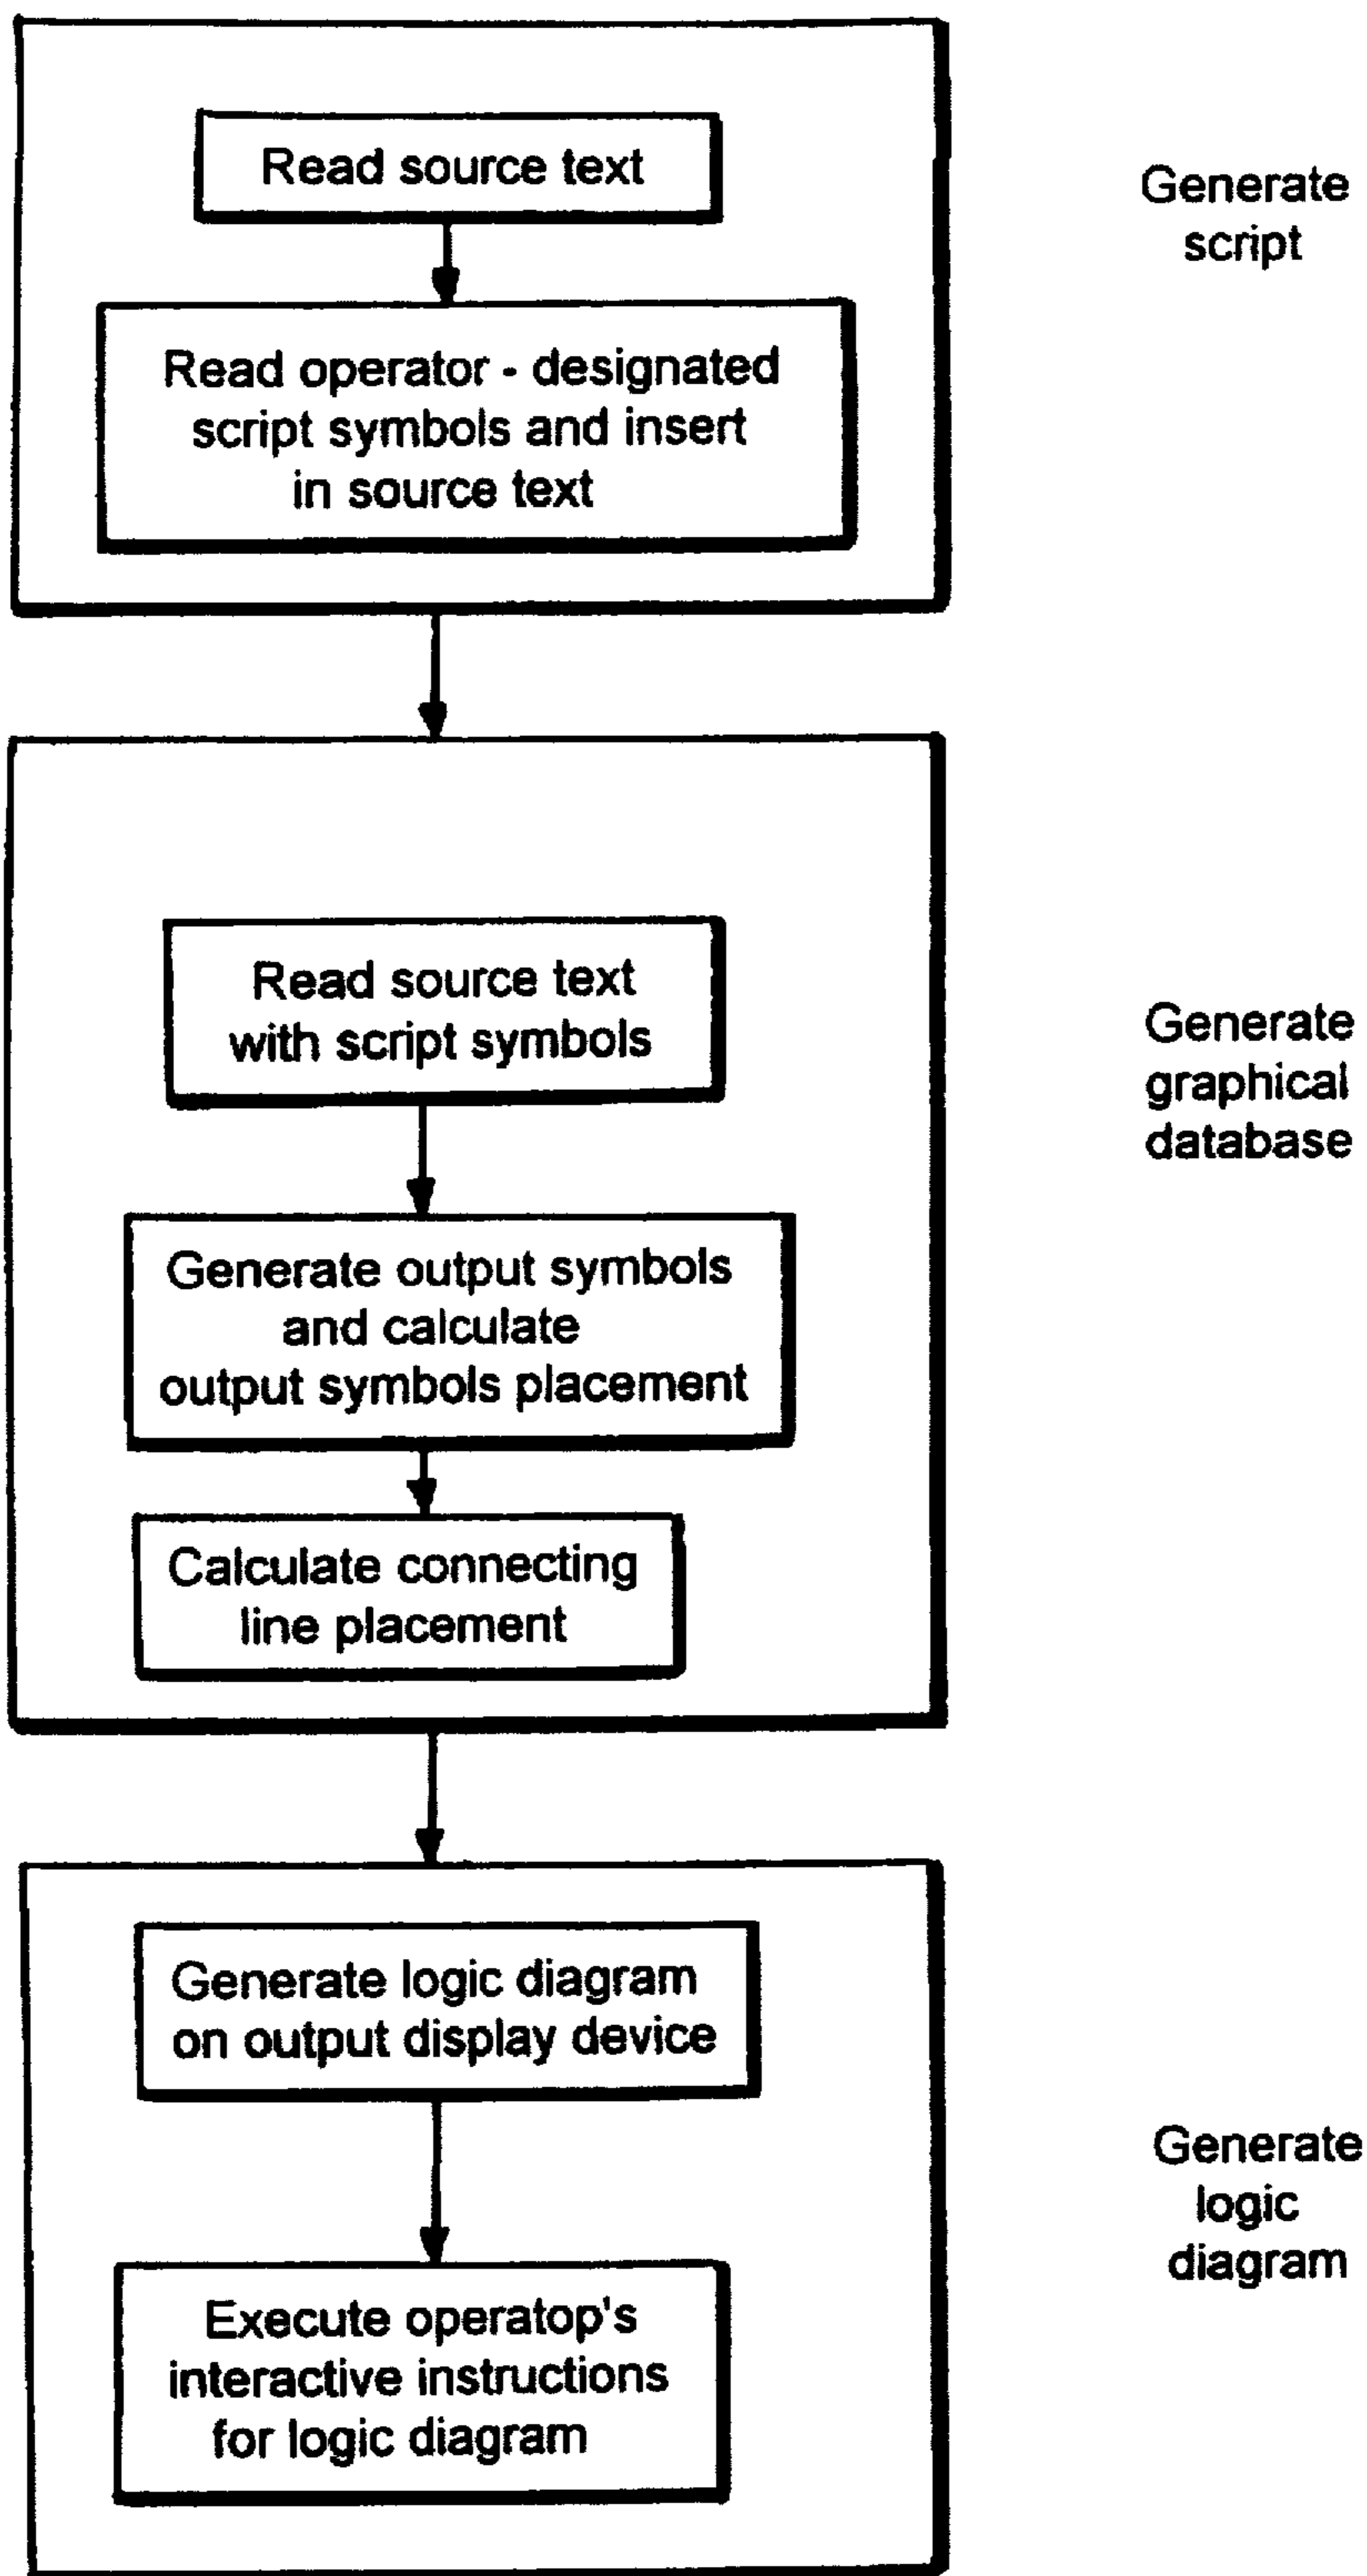 Read source text
Generate
script
Read operator - designated
script symbols and insert
in source text
Read source text
with script symbols
Generate
graphical
database
Generate output symbols
and calculate
output symbols placement
Calculate connecting
line placement
Generate logic diagram
on output display device
Generate
logic
diagram
Execute operatop's
interactive instructions
for logic diagram